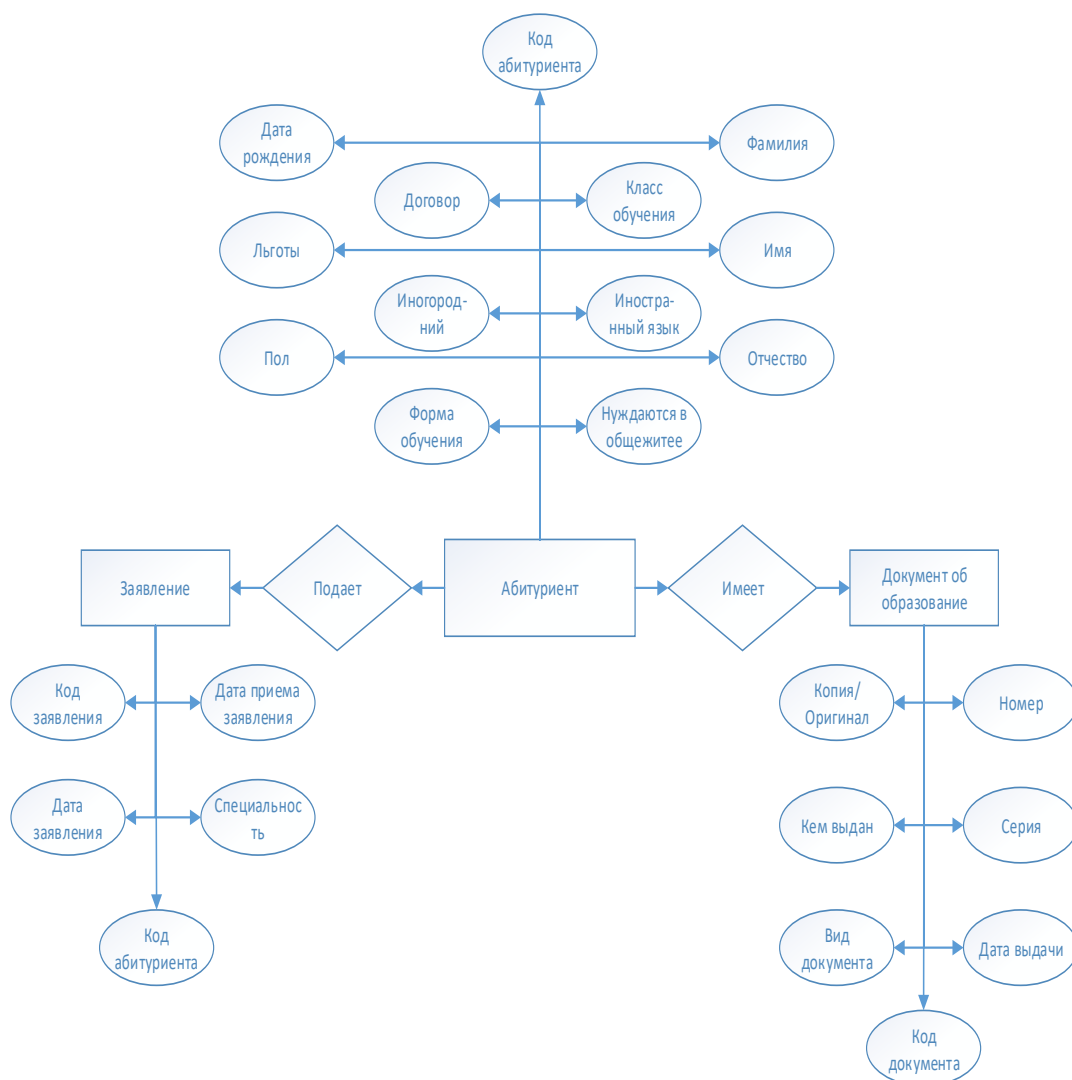 Код
абитуриента
Дата
рождения
Фамилия
Договор
Класс
обучения
Льготы
Имя
Иногород-
ний
Иностра-
нный язык
Пол
Отчество
Форма
обучения
Нуждаются в
общежитее
Заявление
Подает
Абитуриент
Имеет
Документ об
образование
Код
заявления
Дата приема
заявления
Копия/
Оригинал
Номер
Дата
заявления
Специальнос
ть
Кем выдан
Серия
Код
абитуриента
Вид
документа
Дата выдачи
Код
документа